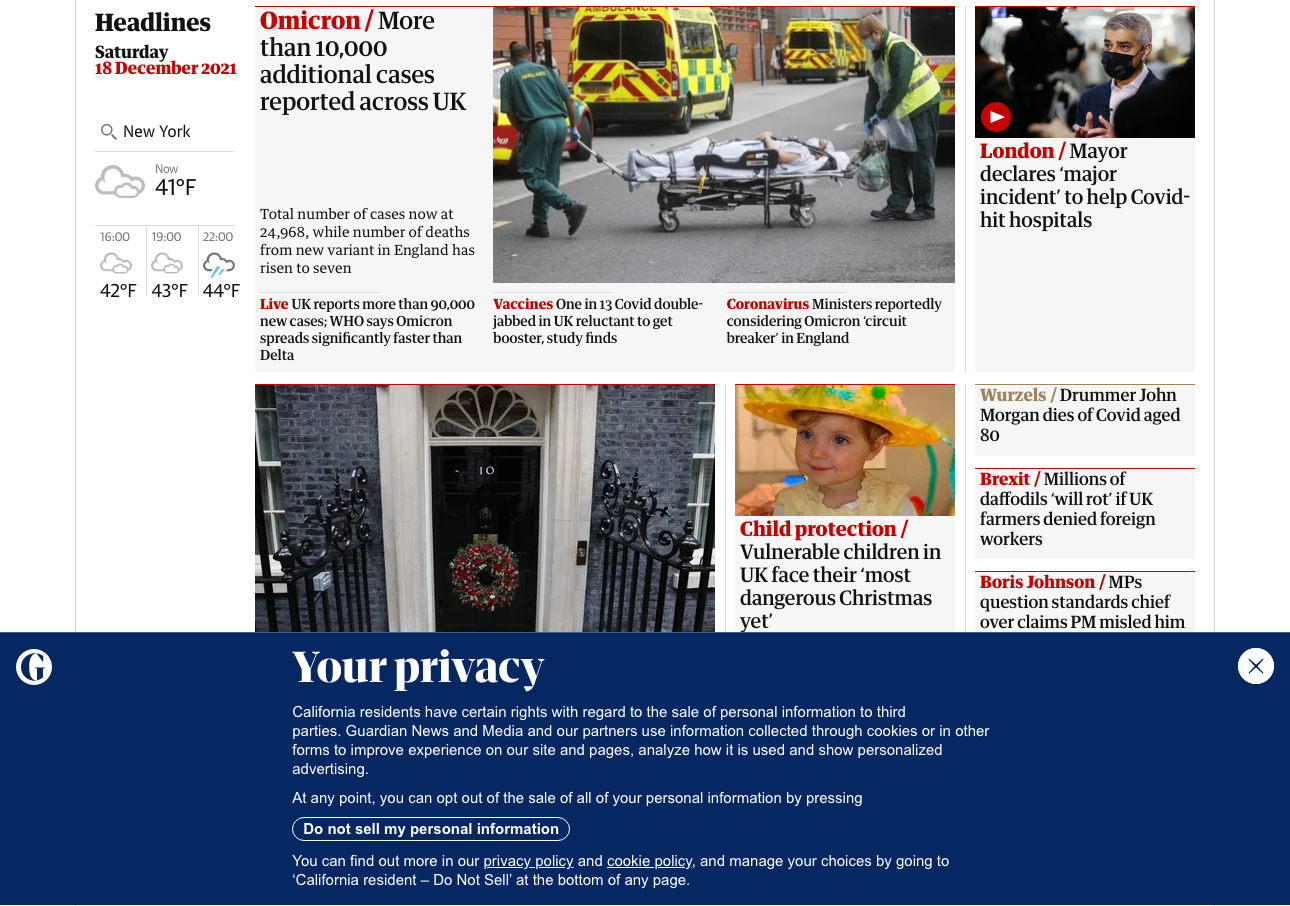 Headlines
Saturday
18 December 2021
New York
Now
41°F
16:00
19:00
22:00
42°F
43°F
44°F
Omicron / More
than 10,000
additional cases
reported across UK
Total number of cases now at
24,968, while number of deaths
from new variant in England has
risen to seven
AMBULANCE
AMBULANCE
London / Mayor
declares ‘major
incident’ to help Covid-
hit hospitals
Live UK reports more than 90,000
new cases; WHO says Omicron
spreads significantly faster than
Delta
Vaccines One in 13 Covid double-
jabbed in UK reluctant to get
booster, study finds
Coronavirus Ministers reportedly
considering Omicron ‘circuit
breaker’ in England
10
Child protection /
Vulnerable children in
UK face their ‘most
dangerous Christmas
yet’
Wurzels / Drummer John
Morgan dies of Covid aged
80
Brexit / Millions of
daffodils ‘will rot’ if UK
farmers denied foreign
workers
Boris Johnson / MPs
question standards chief
over claims PM misled him
G
Your privacy
California residents have certain rights with regard to the sale of personal information to third
parties. Guardian News and Media and our partners use information collected through cookies or in other
forms to improve experience on our site and pages, analyze how it is used and show personalized
advertising.
At any point, you can opt out of the sale of all of your personal information by pressing
Do not sell my personal information
You can find out more in our privacy policy and cookie policy, and manage your choices by going to
‘California resident – Do Not Sell’ at the bottom of any page.